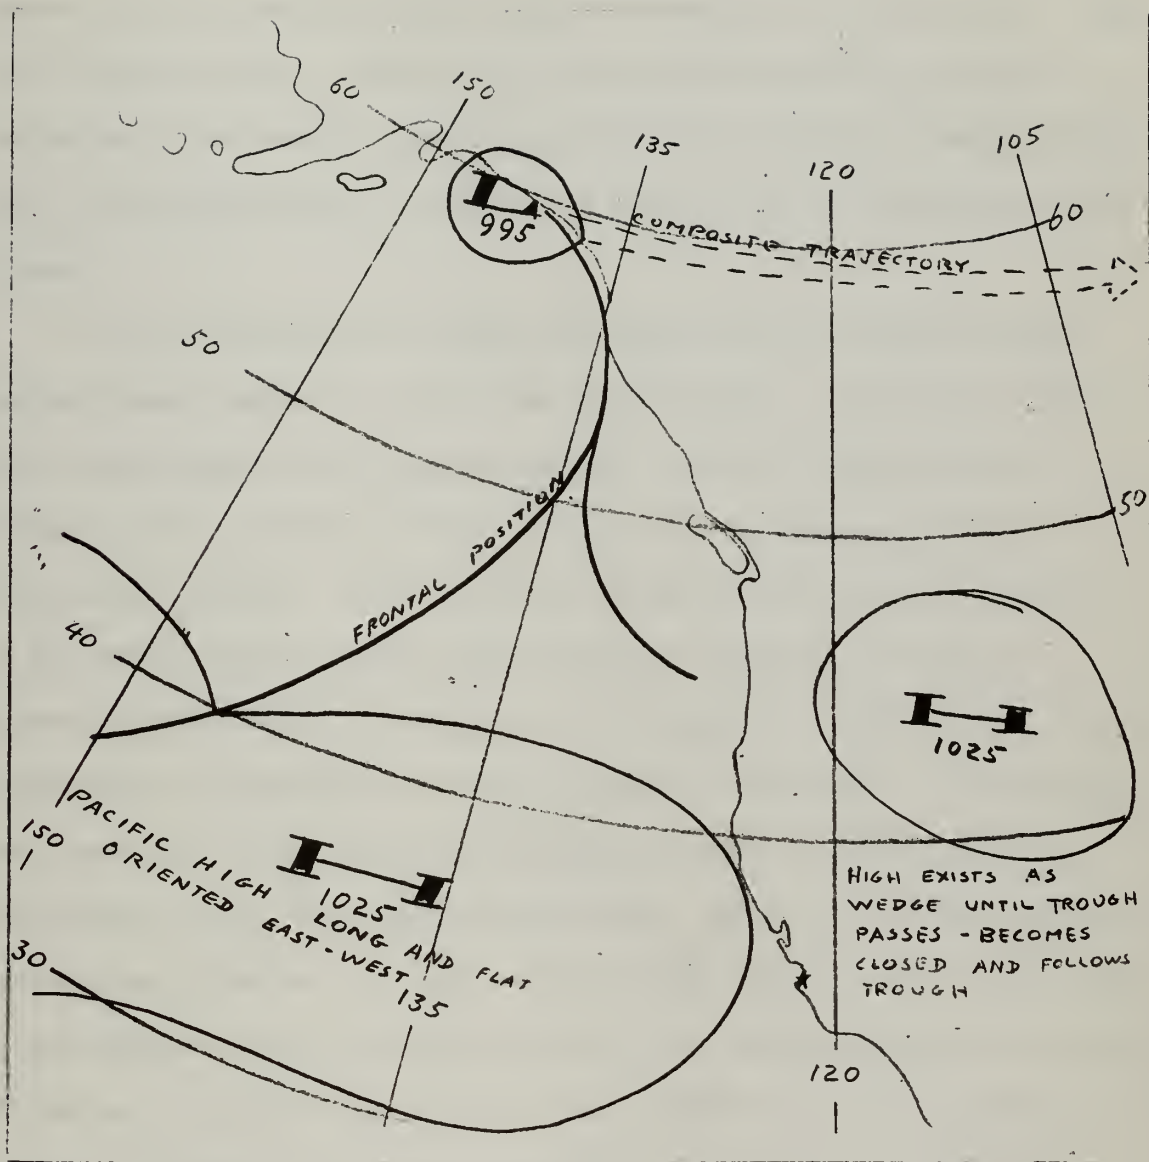 60
150
135
120
105
L
995
COMPOSITE TRAJECTORY
60
50
50
FRONTAL POSITION
40
H
1025
PACIFIC HIGH LONG AND FLAT
ORIENTED EAST-WEST
H
1025
150
HIGH EXISTS AS
WEDGE UNTIL TROUGH
PASSES - BECOMES
CLOSED AND FOLLOWS
TROUGH
30
135
120